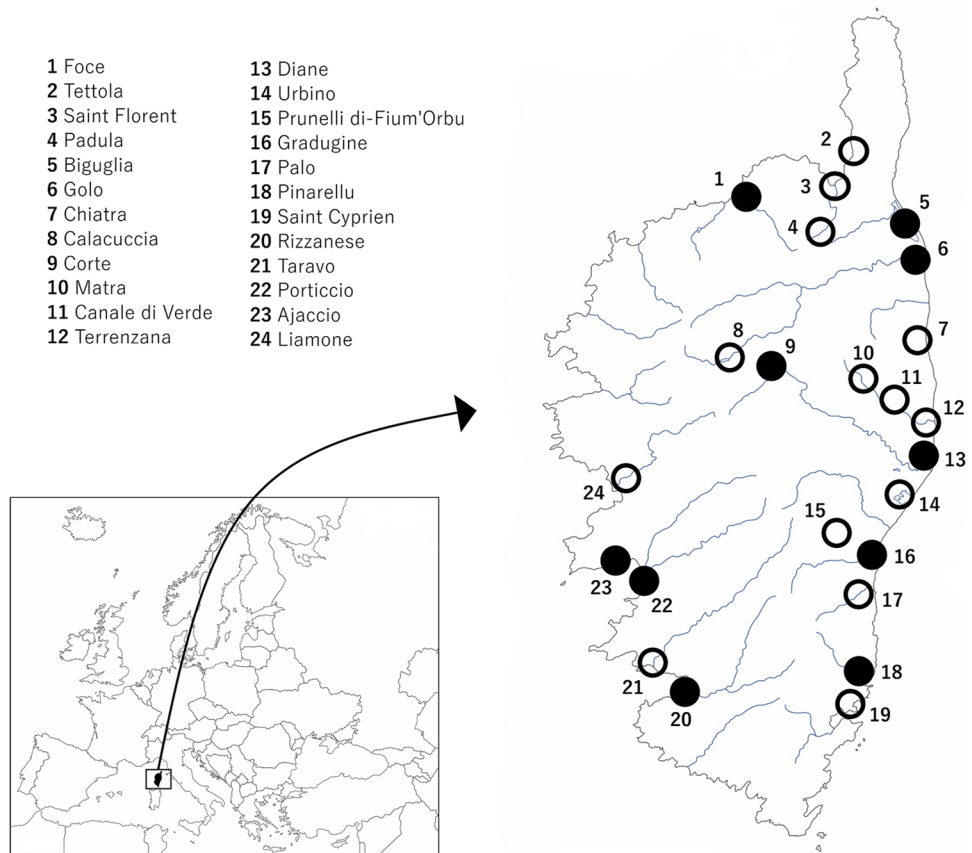 1 Foce
2 Tettola
3 Saint Florent
4 Padula
5 Biguglia
6 Golo
7 Chiatra
8 Calacuccia
9 Corte
10 Matra
11 Canale di Verde
12 Terrenzana
13 Diane
14 Urbino
15 Prunelli di-Fium'Orbu
16 Gradugine
17 Palo
18 Pinarellu
19 Saint Cyprien
20 Rizzanese
21 Taravo
22 Porticcio
23 Ajaccio
24 Liamone
2
1
3
5
4
6
7
8
9
10
11
12
13
24
14
15
16
23
22
17
18
21
20
19